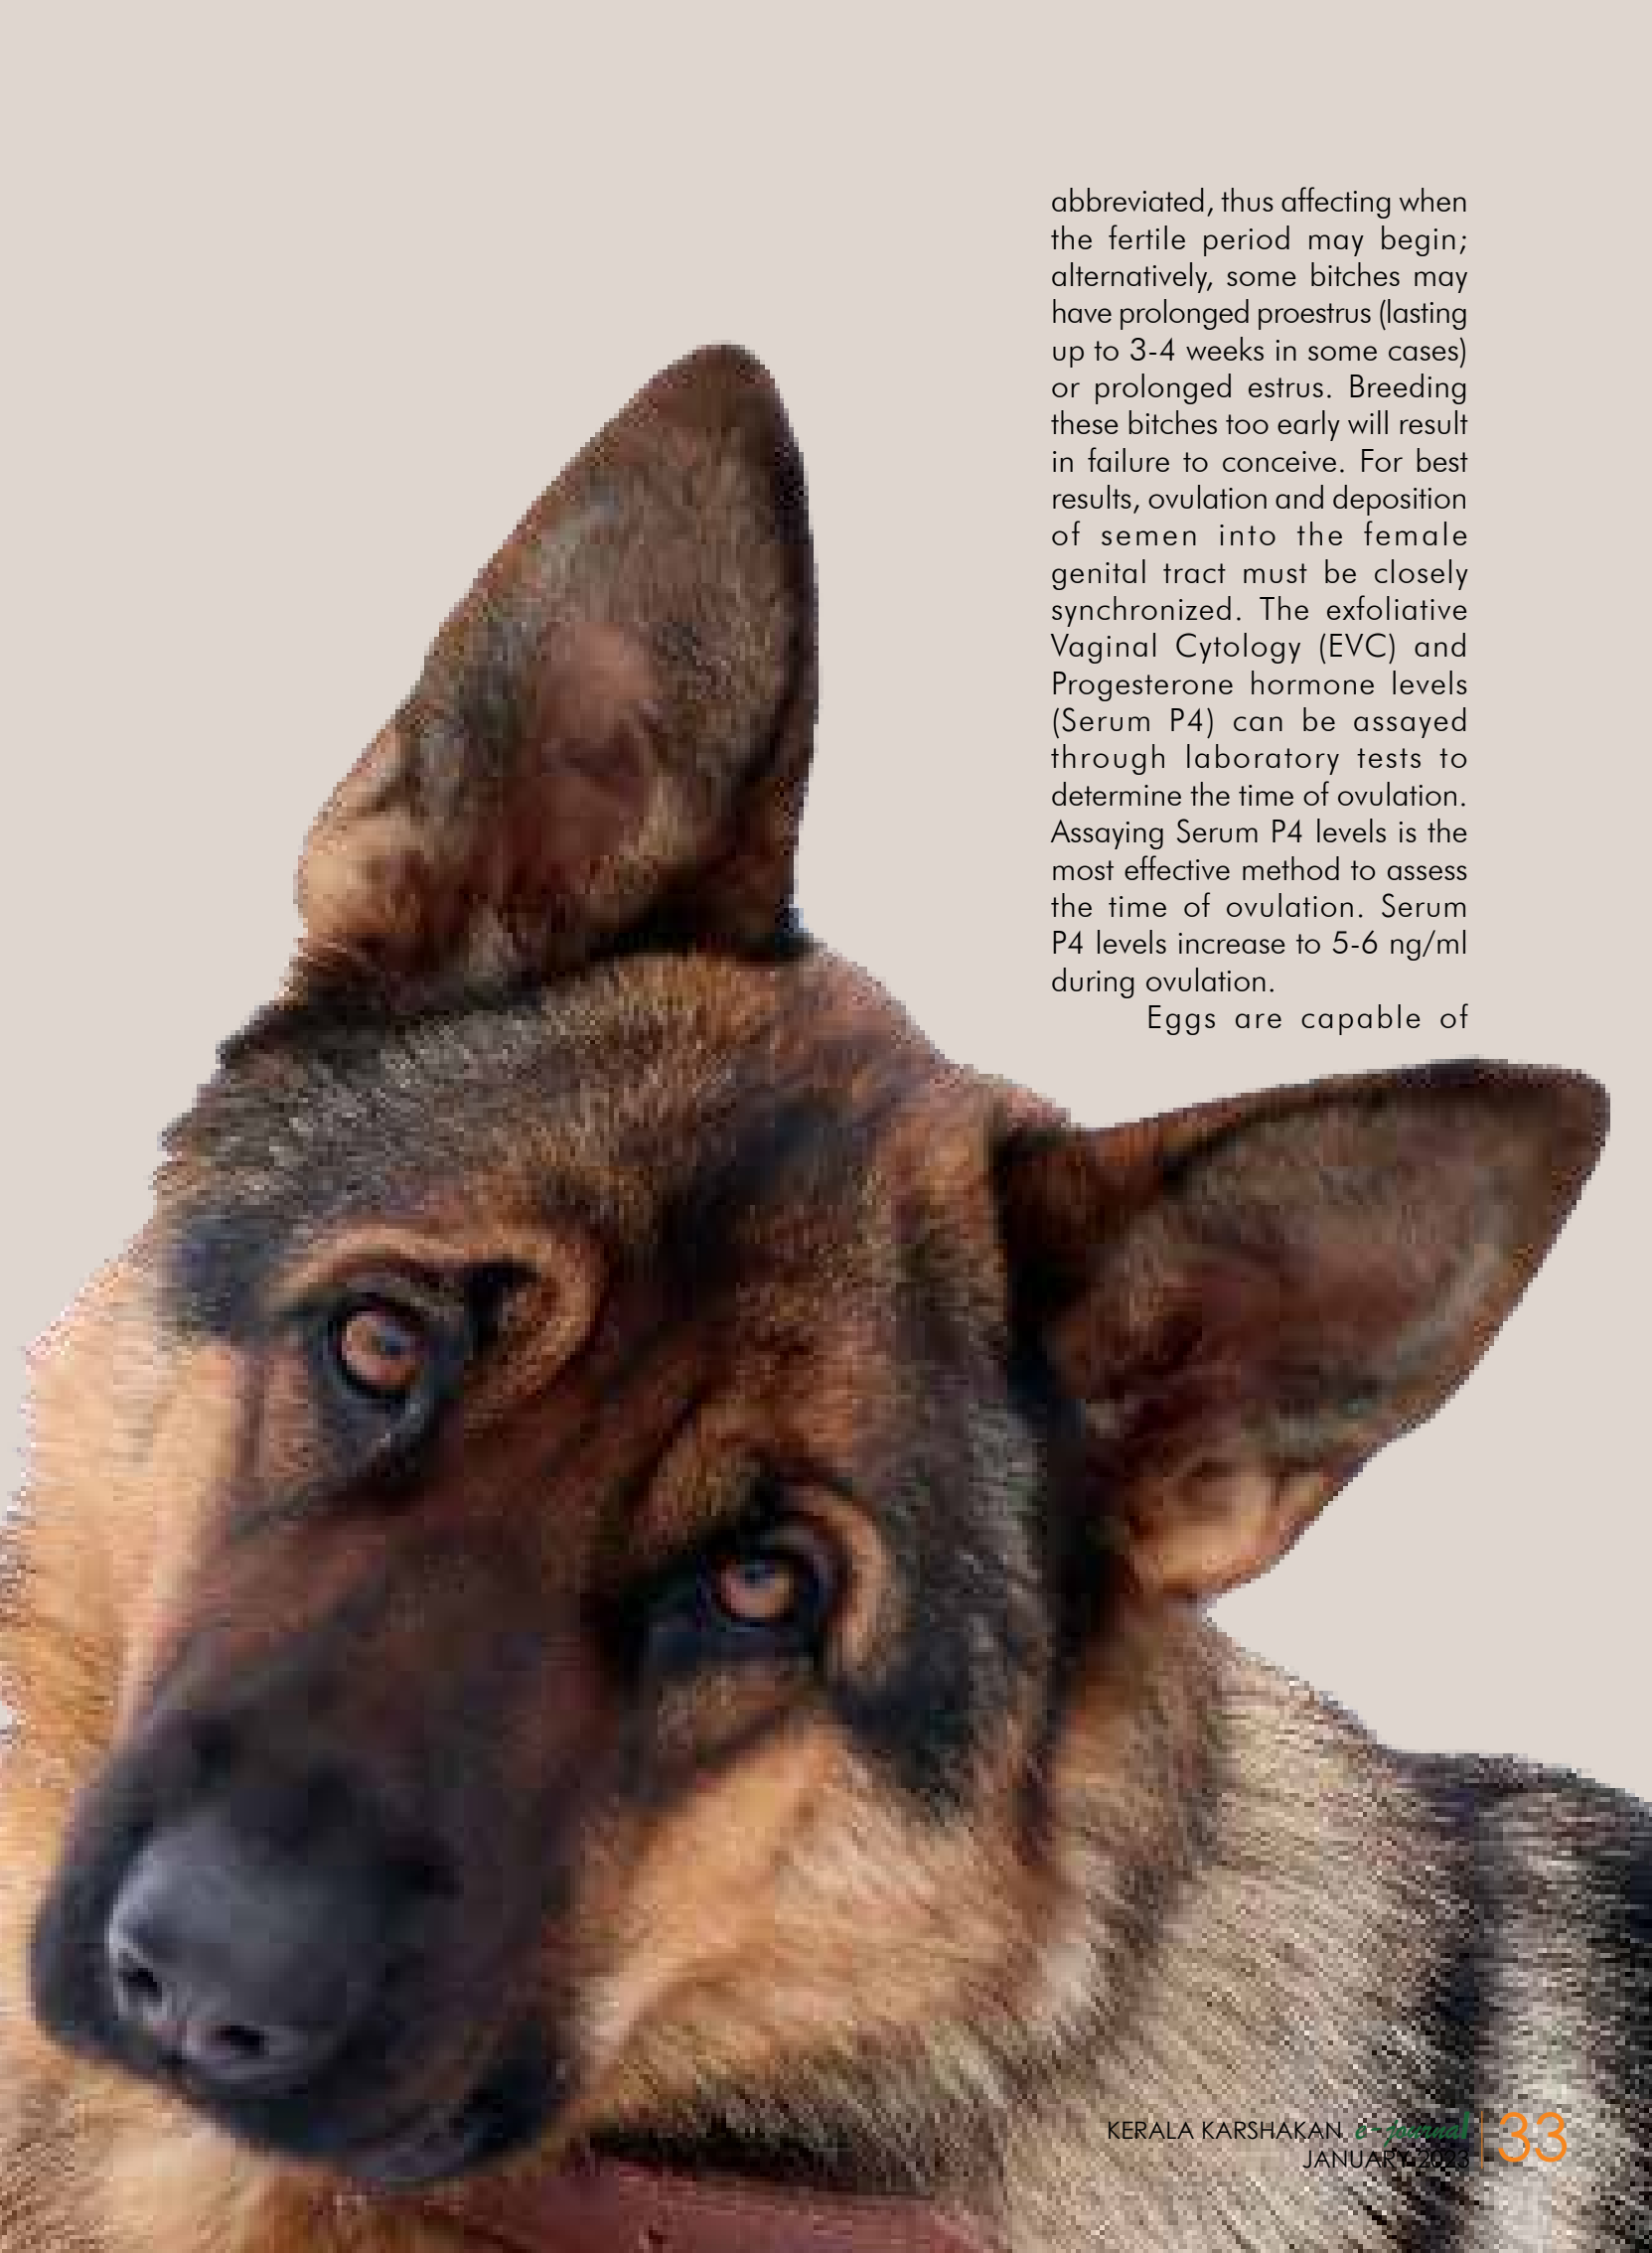 abbreviated, thus affecting when
the fertile period may begin;
alternatively, some bitches may
have prolonged proestrus (lasting
up to 3-4 weeks in some cases)
or prolonged estrus. Breeding
these bitches too early will result
in failure to conceive. For best
results, ovulation and deposition
of semen into the female
genital tract must be closely
synchronized. The exfoliative
Vaginal Cytology (EVC) and
Progesterone hormone levels
(Serum P4) can be assayed
through laboratory tests to
determine the time of ovulation.
Assaying Serum P4 levels is the
most effective method to assess
the time of ovulation. Serum
P4 levels increase to 5-6 ng/ml
during ovulation.
Eggs are capable of
KERALA KARSHAKAN e-journal 33
JANUARY 2023